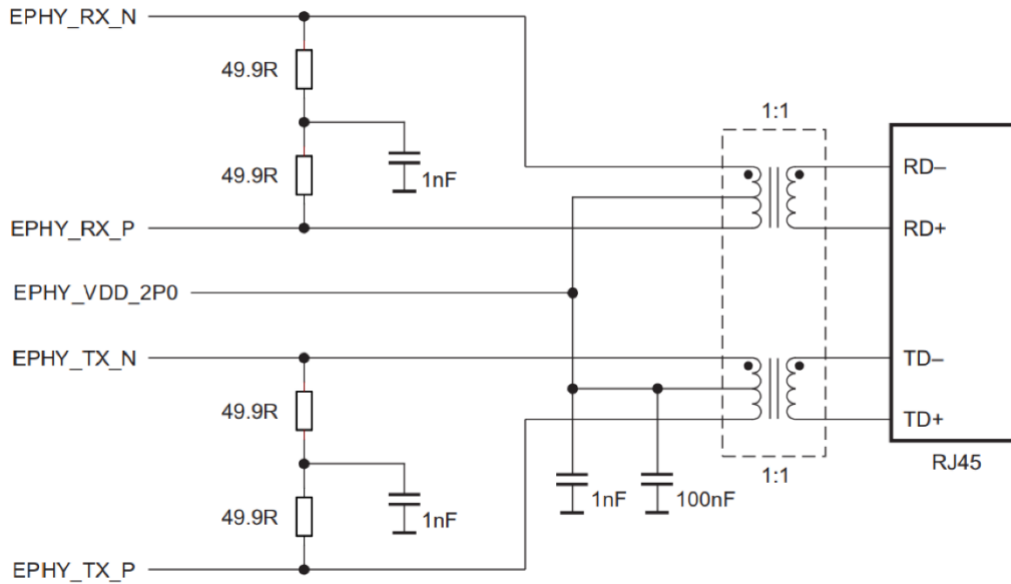 EPHY_RX_N
49.9R
1:1
RD–
49.9R
1nF
EPHY_RX_P
RD+
EPHY_VDD_2P0
EPHY_TX_N
TD–
49.9R
TD+
RJ45
1:1
1nF
100nF
49.9R
1nF
EPHY_TX_P